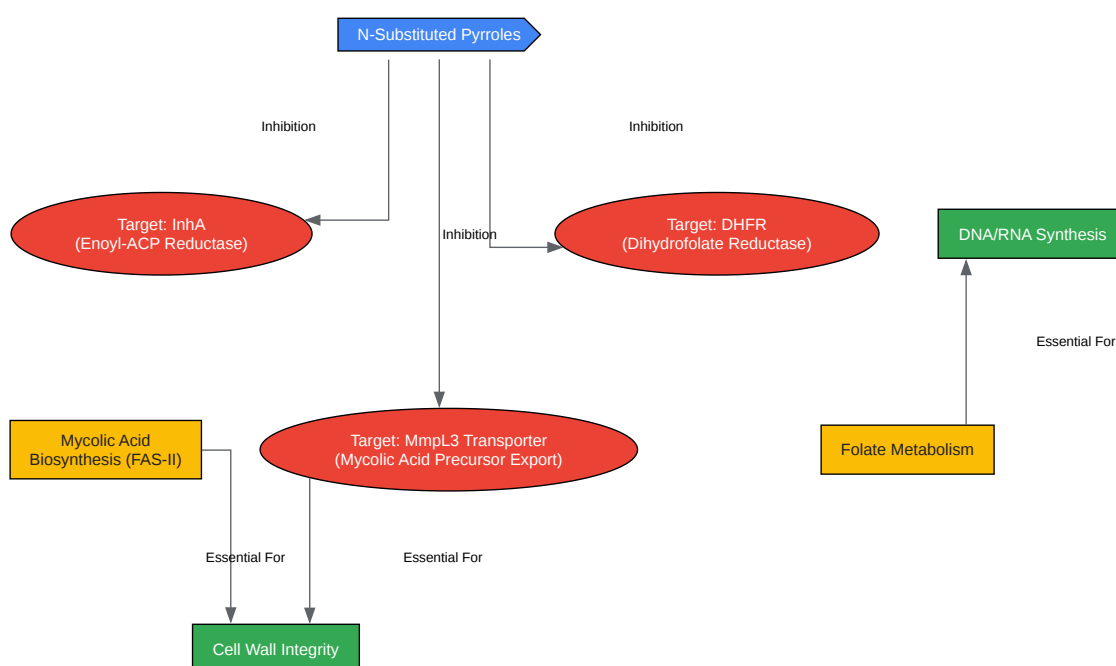 N-Substituted Pyrroles
Inhibition
Inhibition
Target: InhA
(Enoyl-ACP Reductase)
Inhibition
Target: DHFR
(Dihydrofolate Reductase)
DNA/RNA Synthesis
Essential For
Mycolic Acid
Biosynthesis (FAS-II)
Target: MmpL3 Transporter
(Mycolic Acid Precursor Export)
Folate Metabolism
Essential For
Essential For
Cell Wall Integrity